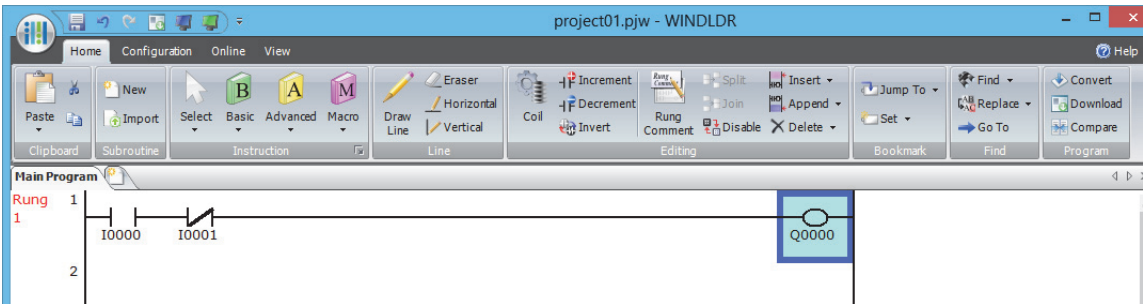 project01.pjw - WINDLDR
Home Configuration Online View Help
Paste
Clipboard
New
Import
Subroutine
Select Basic Advanced Macro
B A M
Instruction
Draw Line
Eraser
Horizontal
Vertical
Line
Coil
Increment
Decrement
Invert
Rung Comment
Split
Join
Disable
Insert
Append
Delete
Editing
Jump To
Set
Bookmark
Find
Replace
Go To
Find
Convert
Download
Compare
Program
Main Program
Rung 1
1
I0000 I0001 Q0000
2